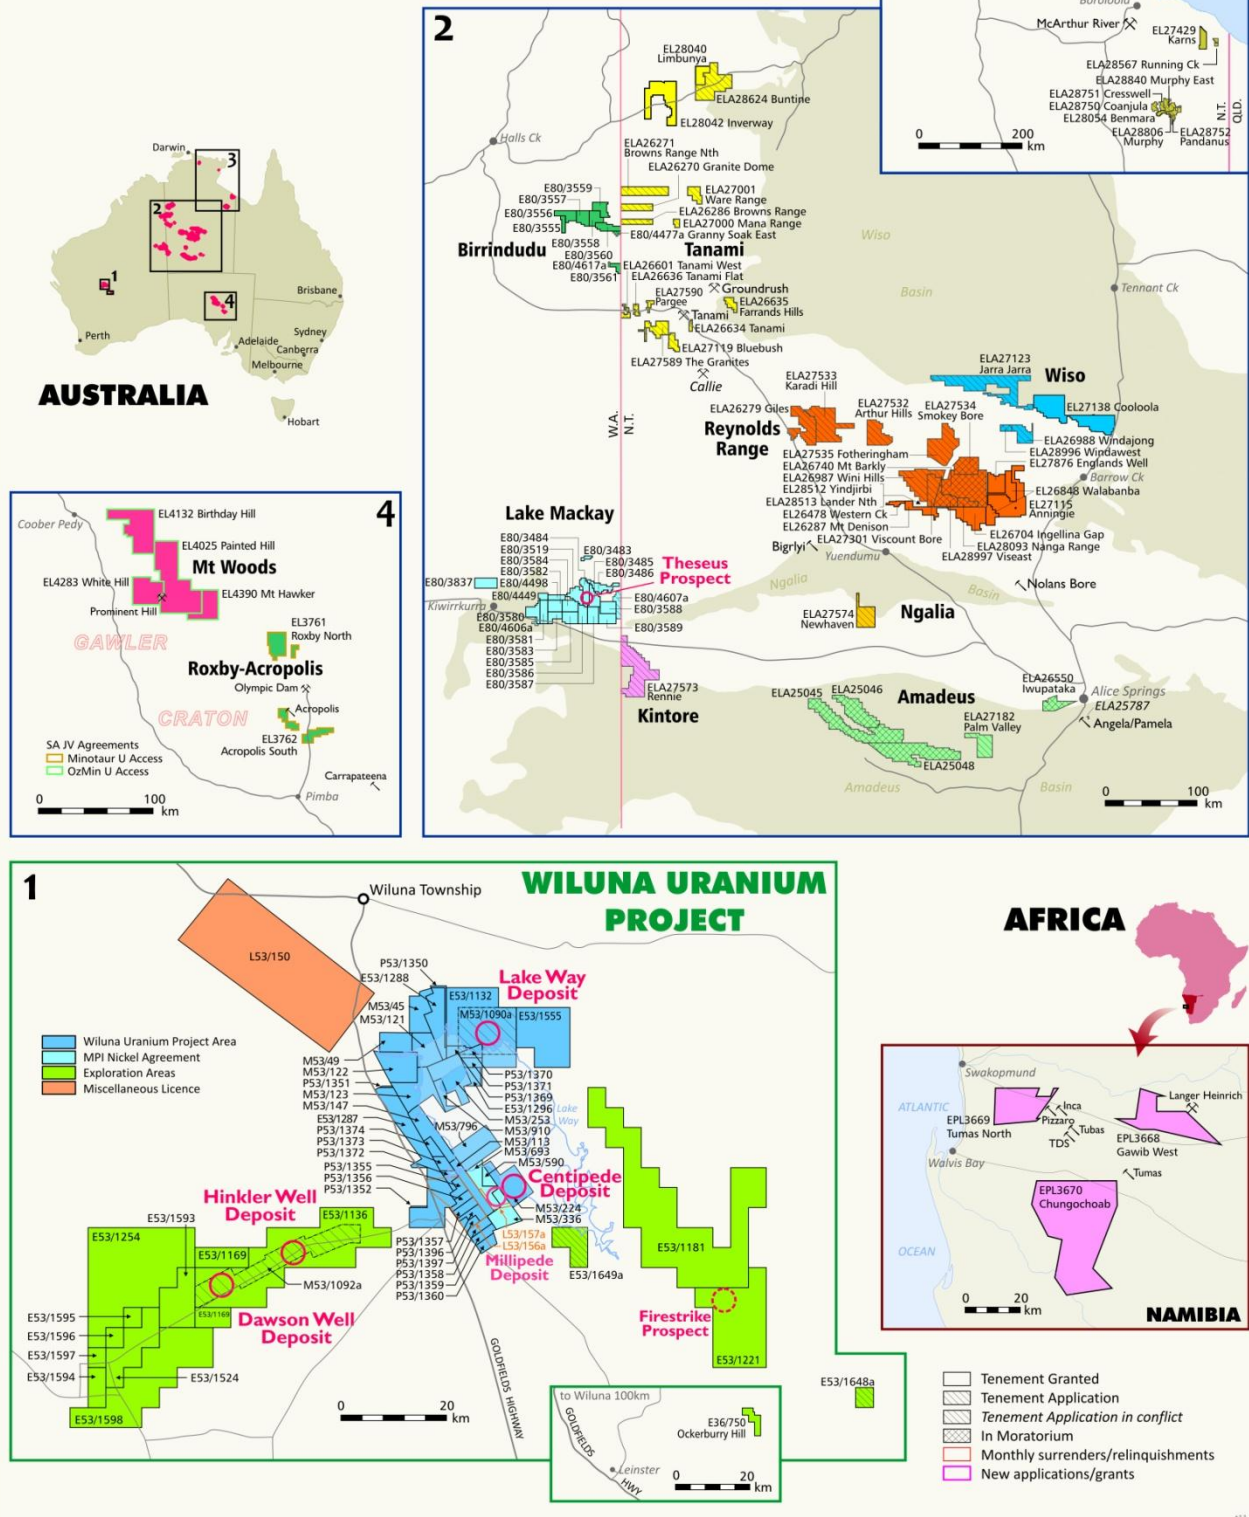 Darwin
3
2
1
4
Brisbane
Perth
Sydney
Adelaide
Canberra
Melbourne
Hobart
AUSTRALIA
2
EL28040
Limbunya
ELA28624 Buntine
EL28042 Inverway
Halls Ck
ELA26271
Browns Range Nth
ELA26270 Granite Dome
E80/3559
E80/3557
E80/3556
E80/3555
ELA27001
Ware Range
ELA26286 Browns Range
ELA27000 Mana Range
E80/4477a Granny Soak East
E80/3558
E80/3560
E80/4617a
E80/3561
Birrindudu
Tanami
ELA26601 Tanami West
ELA26636 Tanami Flat
ELA27590
Pargee
Groundrush
ELA26635
Farrands Hills
Tanami
ELA26634 Tanami
ELA27119 Bluebush
ELA27589 The Granites
Callie
Wiso
Basin
Tennant Ck
W.A.
N.T.
ELA27123
Jarra Jarra
Wiso
EL27138 Cooloola
ELA26988 Windajong
ELA28996 Windawest
ELA27533
Karadi Hill
ELA26279 Giles
ELA27532
Arthur Hills
ELA27534
Smokey Bore
Reynolds
Range
EL27876 Englands Well
ELA27535 Fotheringham
ELA26740 Mt Barkly
ELA26987 Wini Hills
EL28512 Yindjirbi
ELA28513 Lander Nth
EL26478 Western Ck
EL26287 Mt Denison
ELA27301 Viscount Bore
Barrow Ck
EL26848 Walabanba
EL27115
Anningie
EL26704 Ingellina Gap
ELA28093 Nanga Range
ELA28997 Viseast
Bigrlyi
Yuendumu
Nolans Bore
Ngalia
Basin
ELA27574
Newhaven
Ngalia
Lake Mackay
E80/3484
E80/3519
E80/3584
E80/3582
E80/4498
E80/4449
E80/3837
Kiwirrkurra
E80/3580
E80/4606a
E80/3581
E80/3583
E80/3585
E80/3586
E80/3587
E80/3483
E80/3485
E80/3486
Theseus
Prospect
E80/4607a
E80/3588
E80/3589
ELA27573
Rennie
Kintore
ELA25045
ELA25046
Amadeus
ELA27182
Palm Valley
ELA25048
ELA26550
Iwupataka
Alice Springs
ELA25787
Angela/Pamela
Amadeus
Basin
0 100
km
Borroloola
McArthur River
EL27429
Karns
ELA28567 Running Ck
ELA28840 Murphy East
ELA28751 Cresswell
ELA28750 Coanjula
EL28054 Benmara
ELA28806
Murphy
ELA28752
Pandanus
N.T.
QLD.
0 200
km
4
Coober Pedy
EL4132 Birthday Hill
EL4025 Painted Hill
Mt Woods
EL4283 White Hill
EL4390 Mt Hawker
Prominent Hill
GAWLER
EL3761
Roxby North
Roxby-Acropolis
Olympic Dam
Acropolis
CRATON
EL3762
Acropolis South
SA JV Agreements
Minotaur U Access
OzMin U Access
Carrapateena
Pimba
0 100
km
1
WILUNA URANIUM
PROJECT
Wiluna Township
L53/150
Wiluna Uranium Project Area
MPI Nickel Agreement
Exploration Areas
Miscellaneous Licence
P53/1350
E53/1288
M53/45
M53/121
M53/49
M53/122
P53/1351
M53/123
M53/147
E53/1287
P53/1374
P53/1373
P53/1372
P53/1355
P53/1356
P53/1352
Lake Way
Deposit
E53/1132
M53/1090a
E53/1555
P53/1370
P53/1371
P53/1369
E53/1296
M53/253
M53/910
M53/113
M53/693
M53/590
M53/796
Lake
Way
Centipede
Deposit
M53/224
M53/336
L53/157a
L53/156a
Millipede
Deposit
P53/1357
P53/1396
P53/1397
P53/1358
P53/1359
P53/1360
Hinkler Well
Deposit
E53/1593
E53/1254
E53/1136
E53/1169
M53/1092a
E53/1169
Dawson Well
Deposit
E53/1595
E53/1596
E53/1597
E53/1594
E53/1524
E53/1598
E53/1649a
E53/1181
Firestrike
Prospect
E53/1221
E53/1648a
GOLDFIELDS HIGHWAY
0 20
km
to Wiluna 100km
GOLDFIELDS
HWY
E36/750
Ockerburry Hill
Leinster
0 20
km
AFRICA
Swakopmund
ATLANTIC
OCEAN
EPL3669
Tumas North
Inca
Pizzaro
Tubas
TDS
Langer Heinrich
EPL3668
Gawib West
Walvis Bay
Tumas
EPL3670
Chungochoab
0 20
km
NAMIBIA
Tenement Granted
Tenement Application
Tenement Application in conflict
In Moratorium
Monthly surrenders/relinquishments
New applications/grants